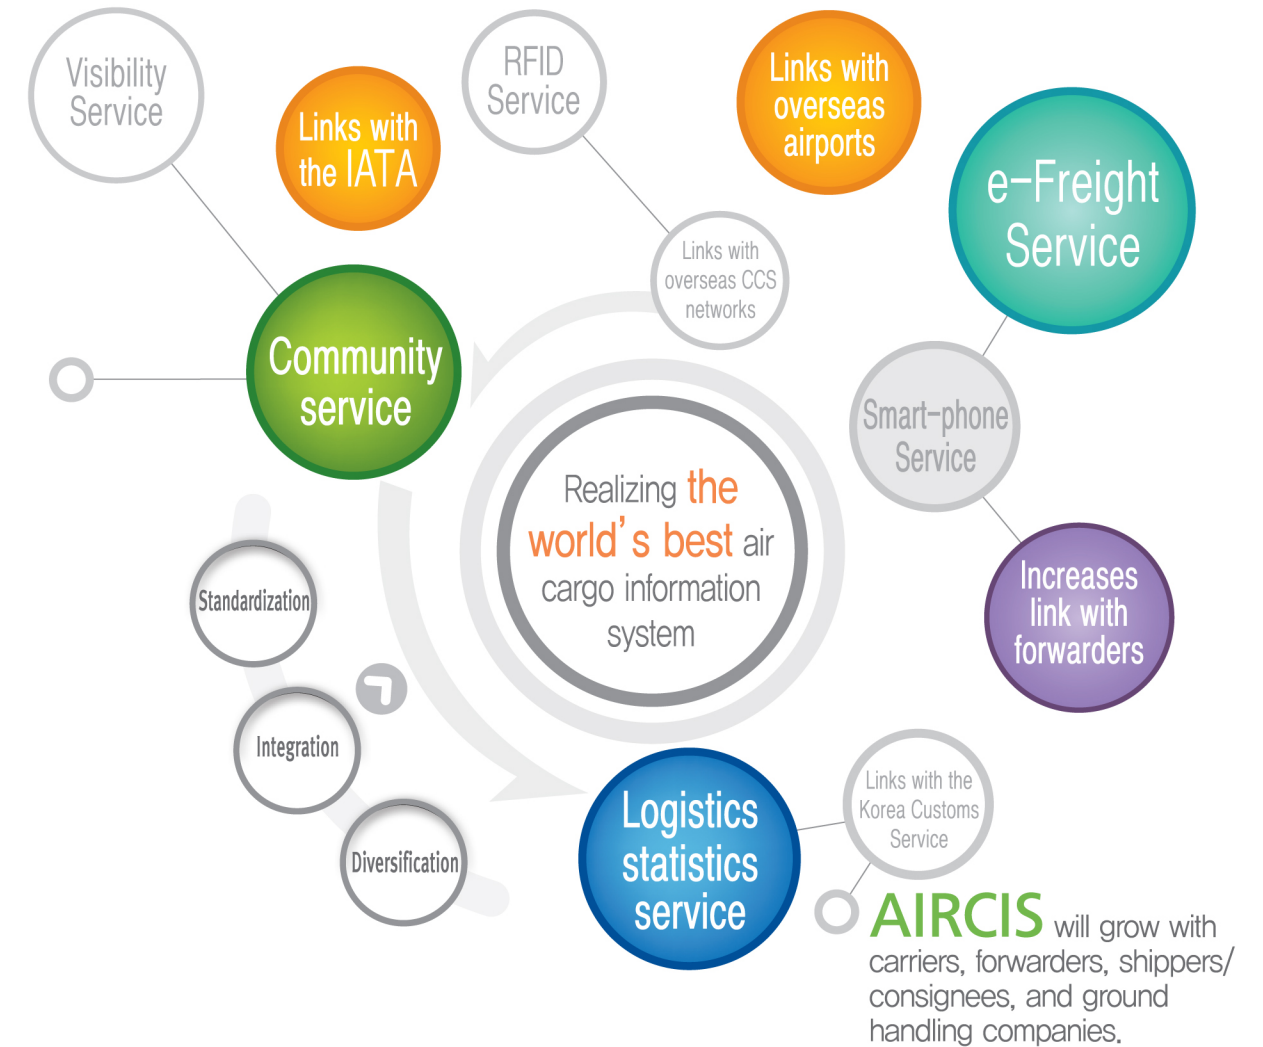 Visibility
Service
Links with
the IATA
RFID
Service
Links with
overseas
airports
e-Freight
Service
Links with
overseas CCS
networks
Community
service
Smart-phone
Service
Realizing the
world's best air
cargo information
system
Increases
link with
forwarders
Standardization
Integration
Diversification
Logistics
statistics
service
Links with the
Korea Customs
Service
AIRCIS will grow with
carriers, forwarders, shippers/
consignees, and ground
handling companies.